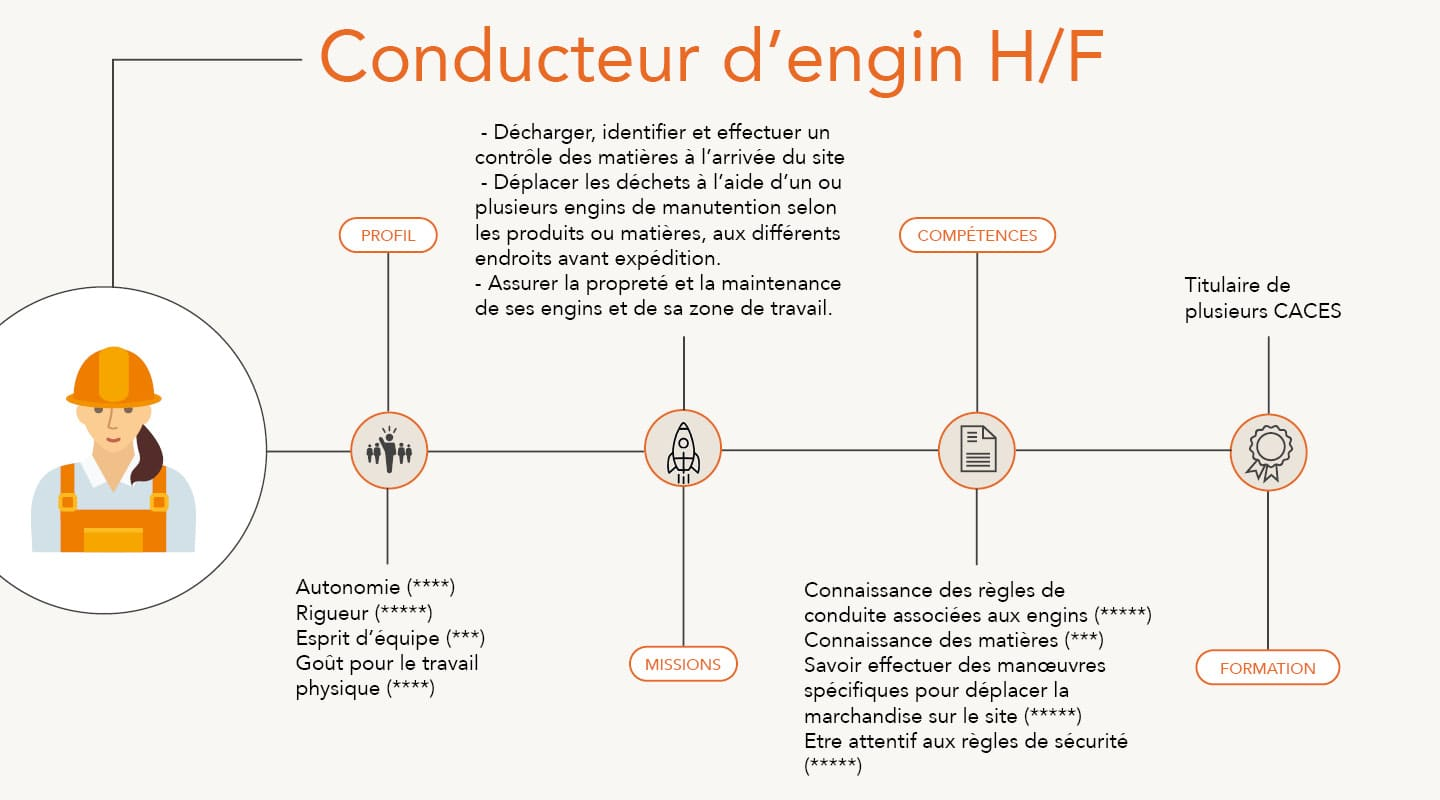 Conducteur d’engin H/F
PROFIL
Autonomie (****)
Rigueur (*****)
Esprit d’équipe (***)
Goût pour le travail
physique (****)
- Décharger, identifier et effectuer un
contrôle des matières à l’arrivée du site
- Déplacer les déchets à l’aide d’un ou
plusieurs engins de manutention selon
les produits ou matières, aux différents
endroits avant expédition.
- Assurer la propreté et la maintenance
de ses engins et de sa zone de travail.
MISSIONS
COMPÉTENCES
Connaissance des règles de
conduite associées aux engins (*****)
Connaissance des matières (***)
Savoir effectuer des manœuvres
spécifiques pour déplacer la
marchandise sur le site (*****)
Etre attentif aux règles de sécurité
(*****)
Titulaire de
plusieurs CACES
FORMATION